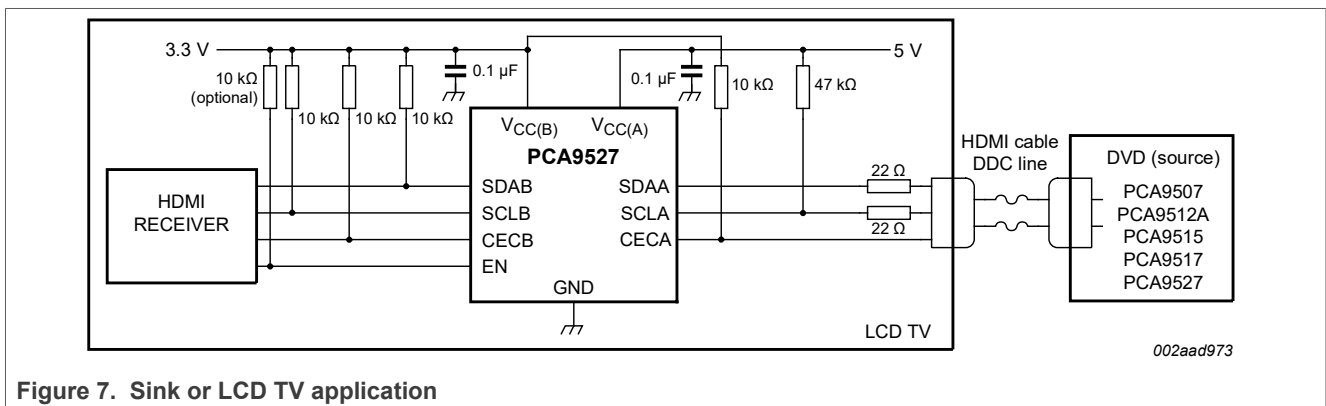 3.3 V
5 V
10 kΩ
(optional)
10 kΩ
10 kΩ
10 kΩ
0.1 μF
0.1 μF
10 kΩ
47 kΩ
VCC(B)
VCC(A)
PCA9527
SDAB
SCLB
CECB
EN
SDAA
SCLA
CECA
GND
HDMI
RECEIVER
22 Ω
22 Ω
HDMI cable
DDC line
DVD (source)
PCA9507
PCA9512A
PCA9515
PCA9517
PCA9527
LCD TV
002aad973
Figure 7. Sink or LCD TV application